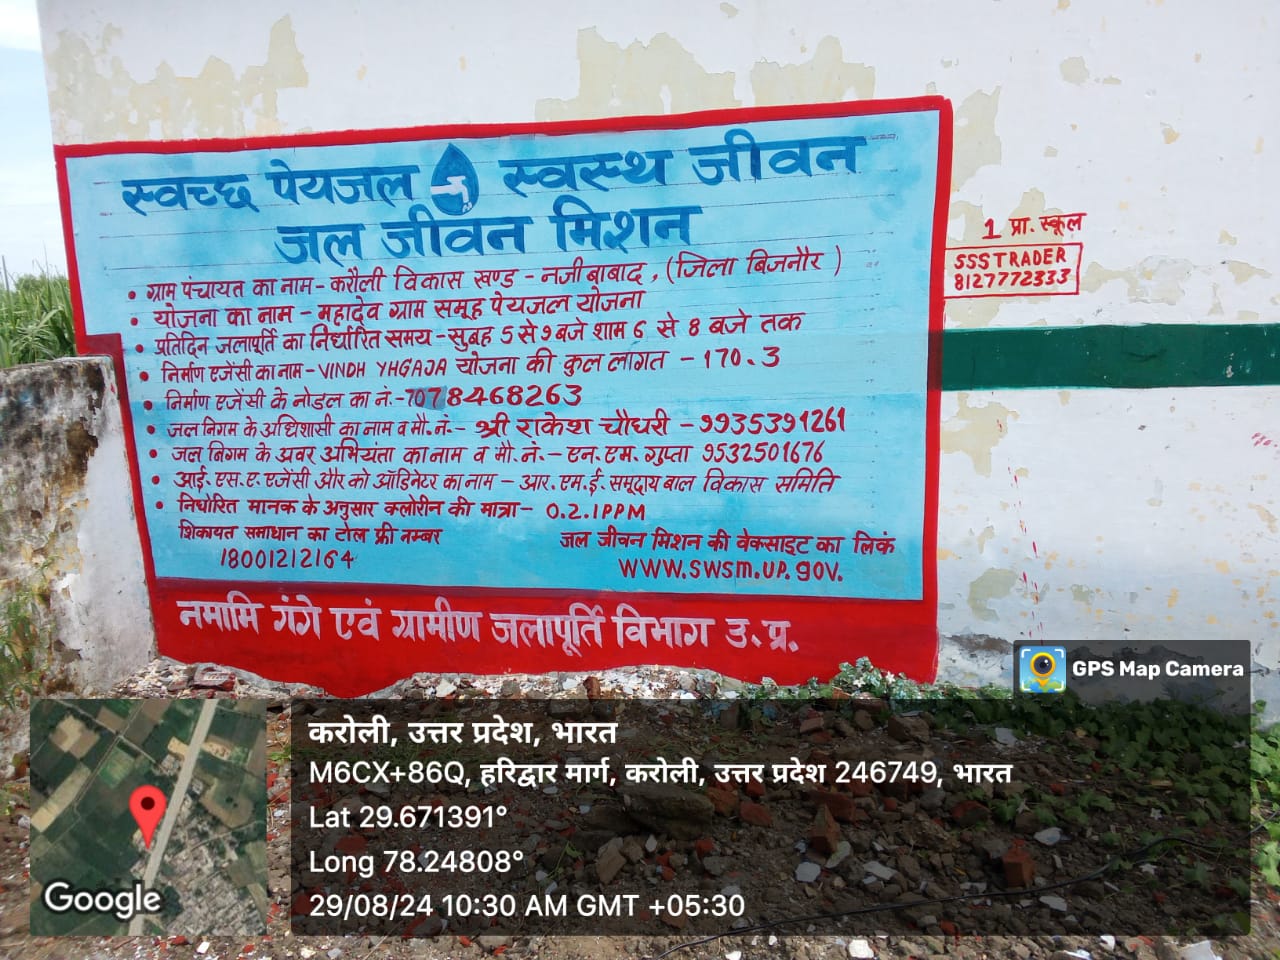 स्वच्छ पेयजल स्वस्थ जीवन
जल जीवन मिशन
• ग्राम पंचायत का नाम - करौली विकास खण्ड - नजीबाबाद, (जिला बिजनौर)
• योजना का नाम - महादेव ग्राम समूह पेयजल योजना
• प्रतिदिन जलापूर्ति का निर्धारित समय - सुबह 5 से 9 बजे शाम 6 से 8 बजे तक
• निर्माण एजेंसी का नाम - VINDH YHGAJA योजना की कुल लागत - 170.3
• निर्माण एजेंसी के नोडल का नं. - 7078468263
• जल निगम के अधिशासी का नाम व मौ. नं. - श्री राकेश चौधरी - 9935391261
• जल निगम के अवर अभियंता का नाम व मौ. नं. - एन. एम. गुप्ता 9532501676
• आई. एस. ए. एजेंसी और को ऑडिनेटर का नाम - आर. एम. ई. समूदाय बाल विकास समिति
• निर्धारित मानक के अनुसार क्लोरीन की मात्रा - 0.2.1PPM
शिकायत समाधान का टोल फ्री नम्बर
18001212164
जल जीवन मिशन की वेकसाइट का लिकं
WWW.SWSM.UP.gov.
नमामि गंगे एवं ग्रामीण जलापूर्ति विभाग उ.प्र.
1 प्रा. स्कूल
SSS TRADER
8127772333
GPS Map Camera
करोली, उत्तर प्रदेश, भारत
M6CX+86Q, हरिद्वार मार्ग, करोली, उत्तर प्रदेश 246749, भारत
Lat 29.671391°
Long 78.24808°
29/08/24 10:30 AM GMT +05:30
Google